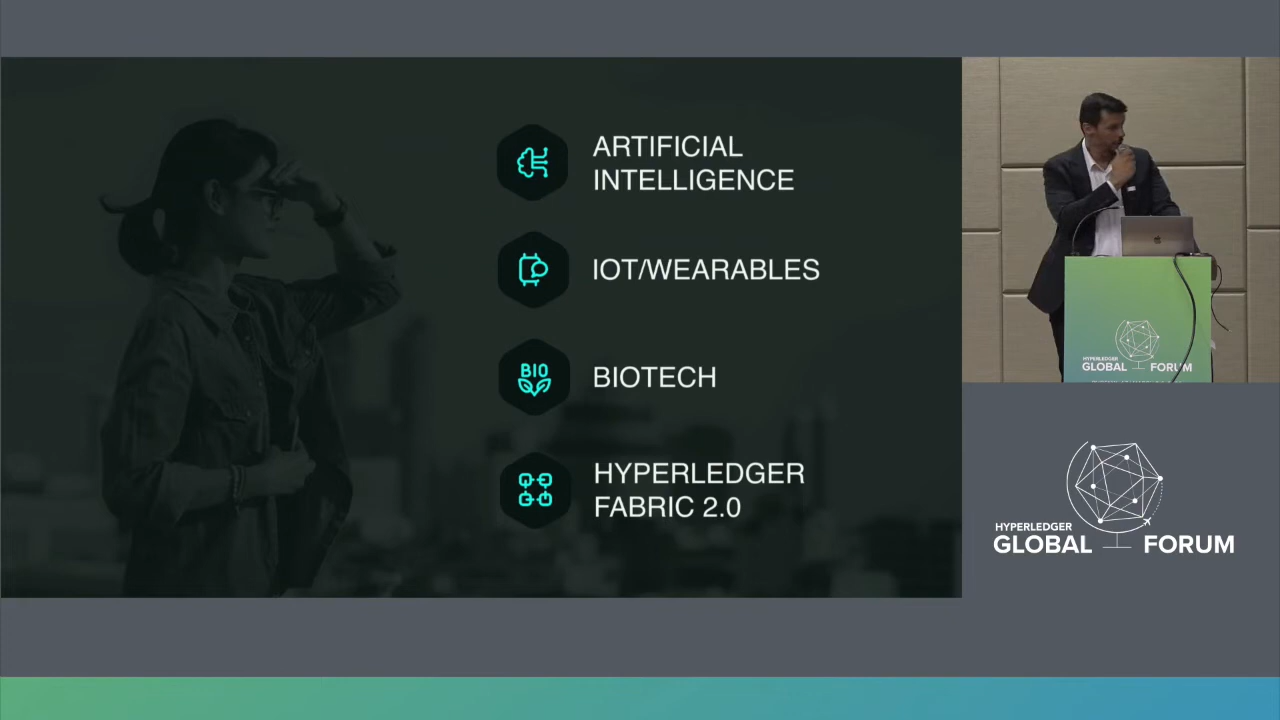 ARTIFICIAL
INTELLIGENCE
IOT/WEARABLES
BIO
BIOTECH
HYPERLEDGER
FABRIC 2.0
HYPERLEDGER
GLOBAL FORUM
HYPERLEDGER
GLOBAL FORUM